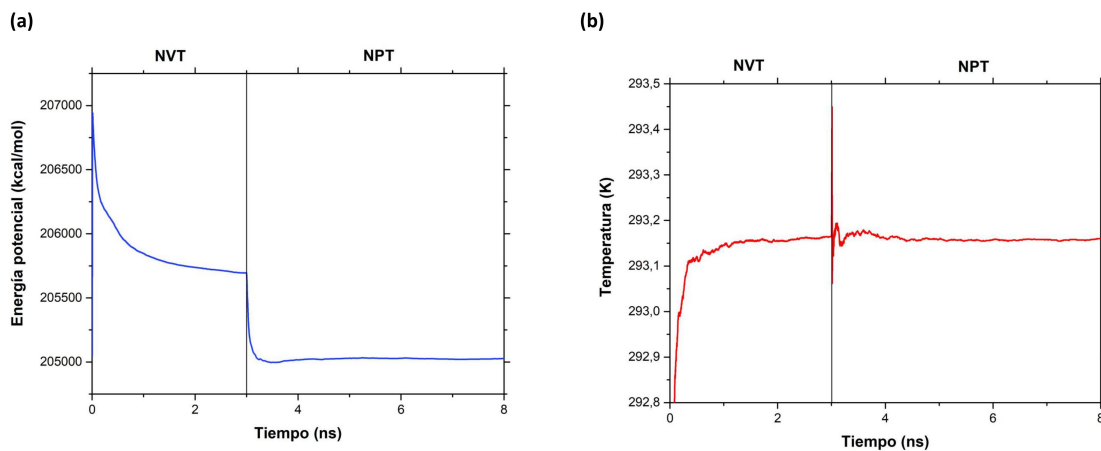 (a)
NVT NPT
207000
206500
206000
205500
205000
0 2 4 6 8
Energía potencial (kcal/mol)
Tiempo (ns)
(b)
NVT NPT
293,5
293,4
293,3
293,2
293,1
293,0
292,9
292,8
0 2 4 6 8
Temperatura (K)
Tiempo (ns)